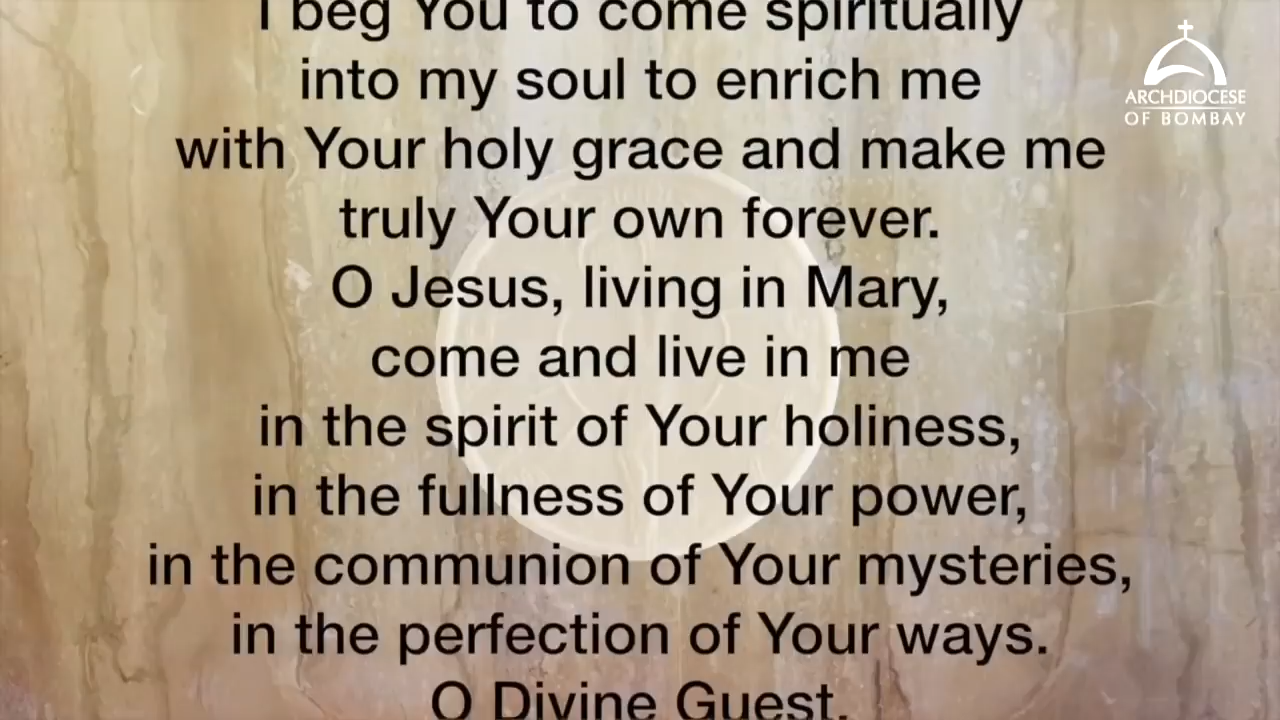 I beg You to come spiritually
into my soul to enrich me
with Your holy grace and make me
truly Your own forever.
O Jesus, living in Mary,
come and live in me
in the spirit of Your holiness,
in the fullness of Your power,
in the communion of Your mysteries,
in the perfection of Your ways.
O Divine Guest,
ARCHDIOCESE
OF BOMBAY